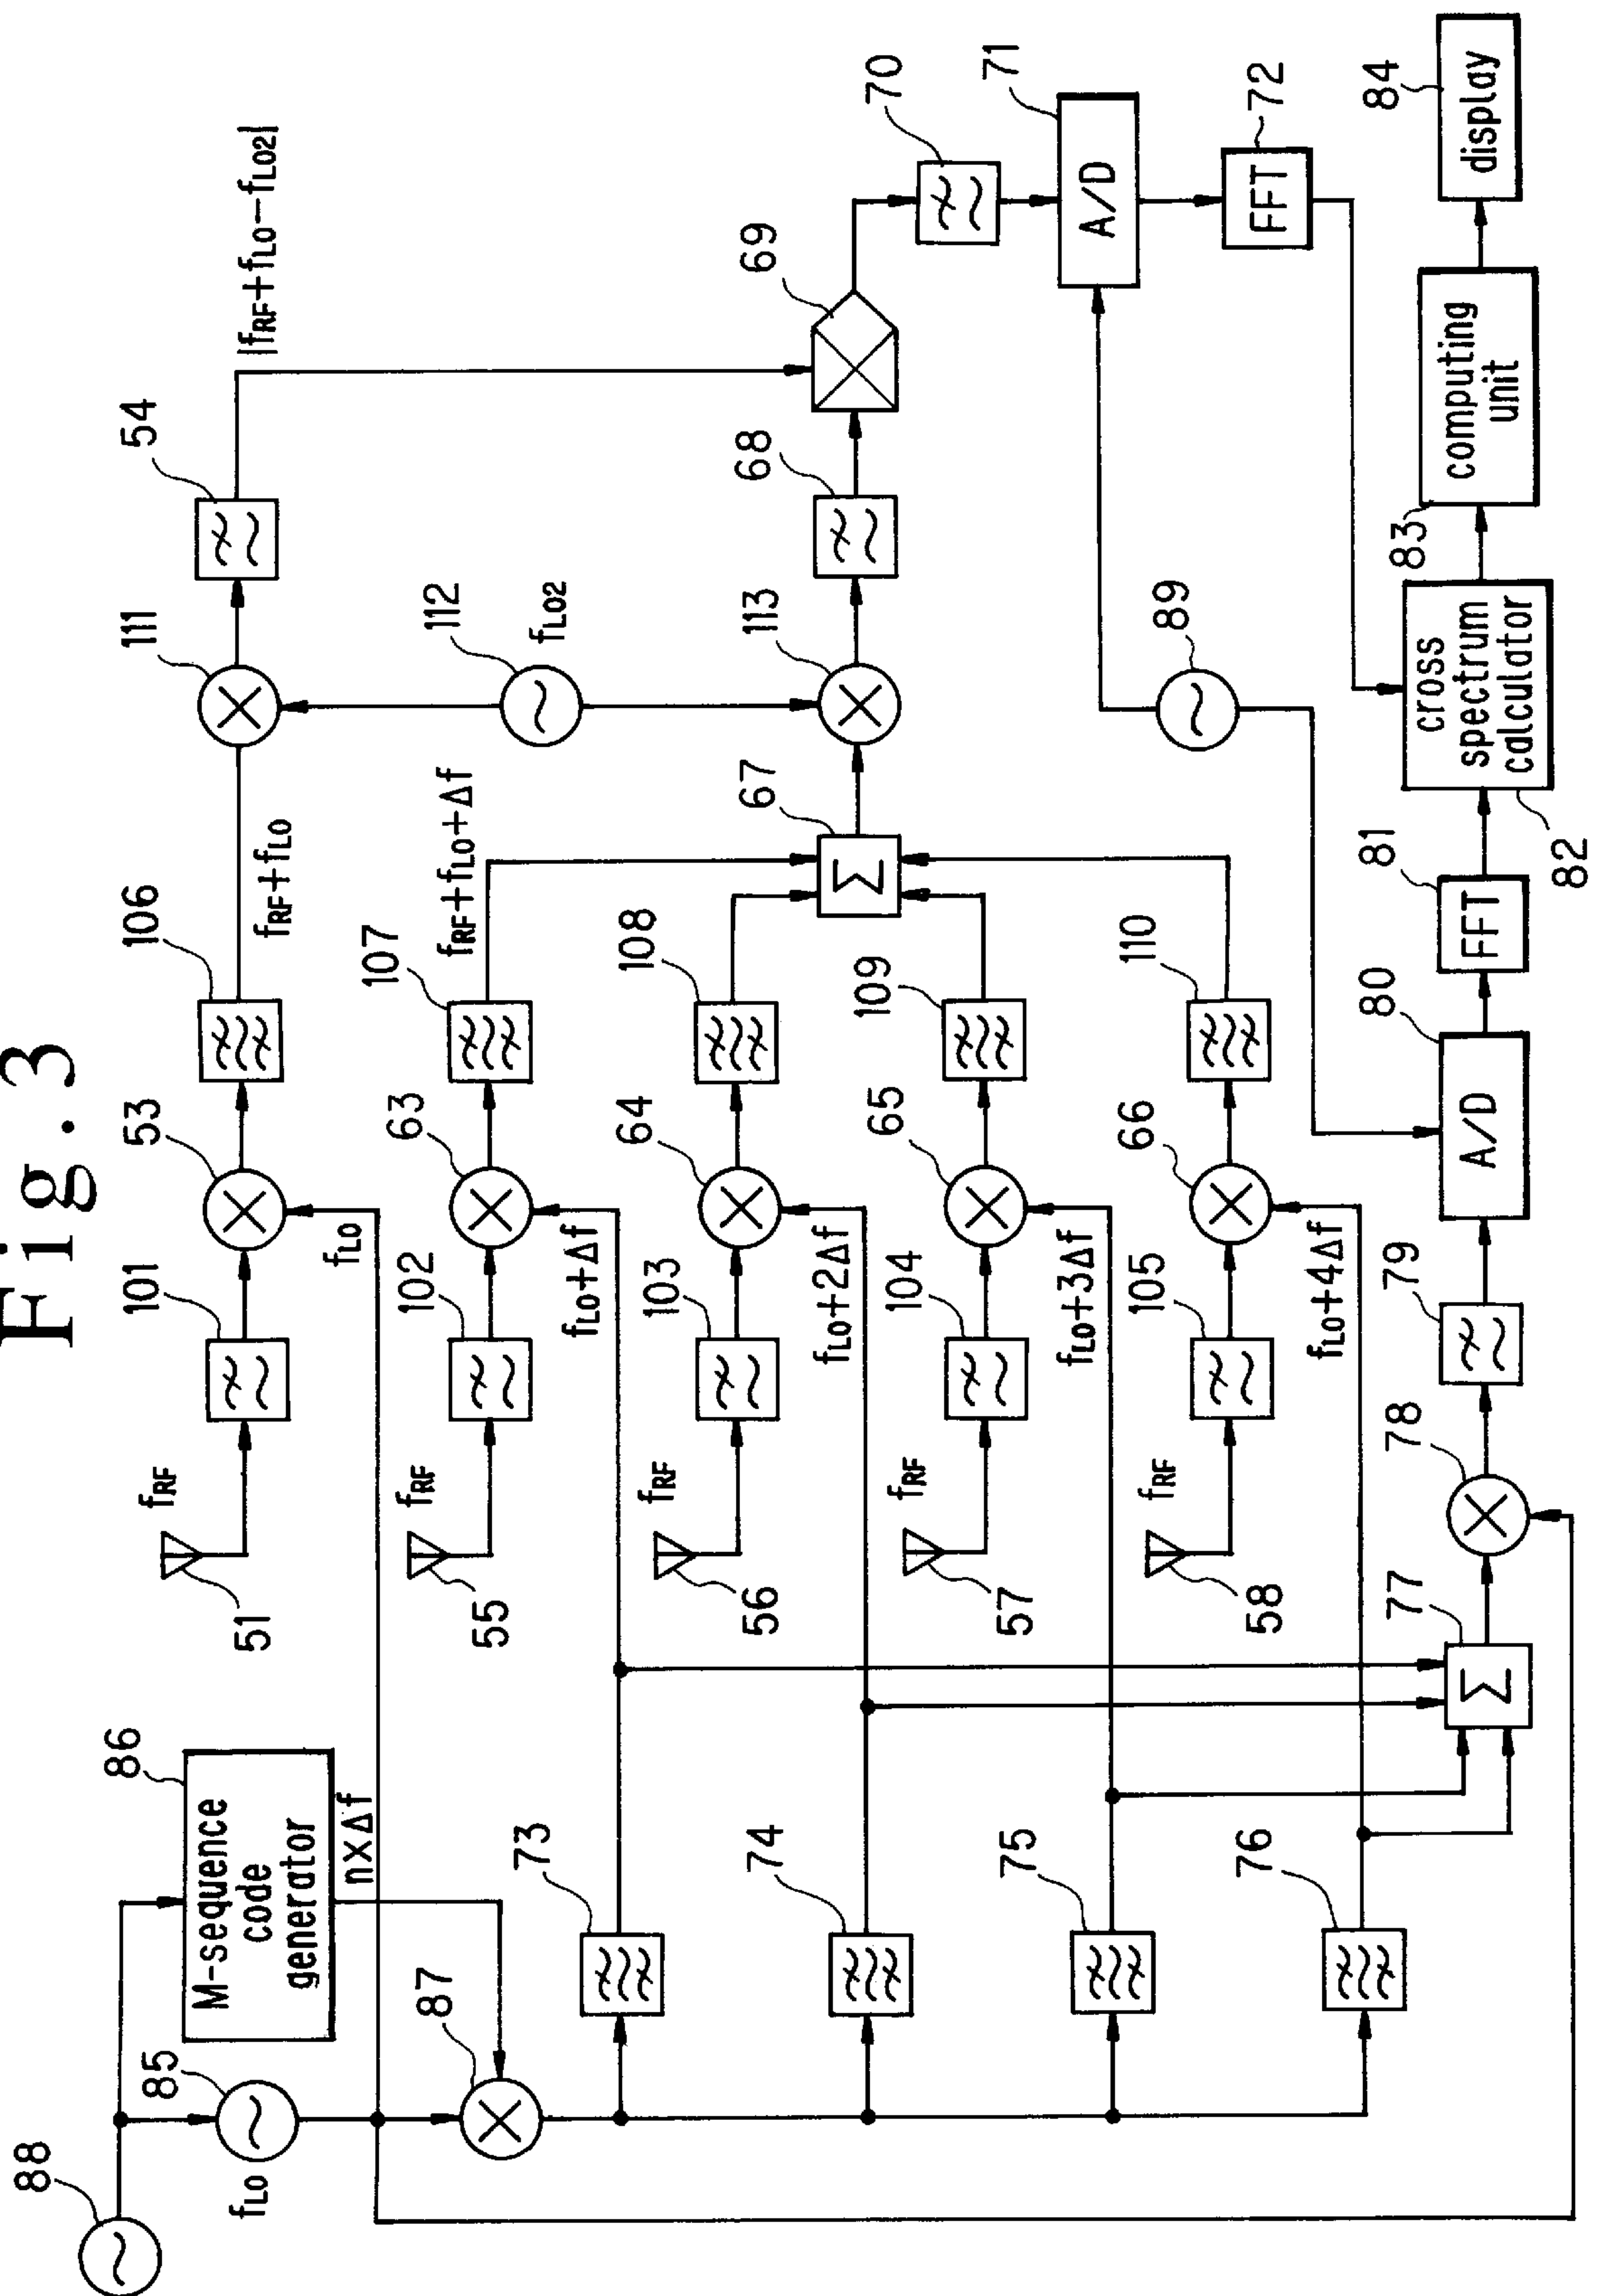 Fig.3
88
85
fLO
86
M-sequence
code
generator
n×Δf
87
73
74
75
76
51
fRF
101
fLO
53
106
fRF+fLO
111
54
|fRF+fLO−fLO2|
55
fRF
102
fLO+Δf
63
107
fRF+fLO+Δf
112
fLO2
56
fRF
103
fLO+2Δf
64
108
67
Σ
113
68
69
70
57
fRF
104
fLO+3Δf
65
109
71
A/D
58
fRF
105
fLO+4Δf
66
110
89
72
FFT
77
Σ
78
79
80
A/D
81
FFT
82
cross
spectrum
calculator
83
computing
unit
84
display